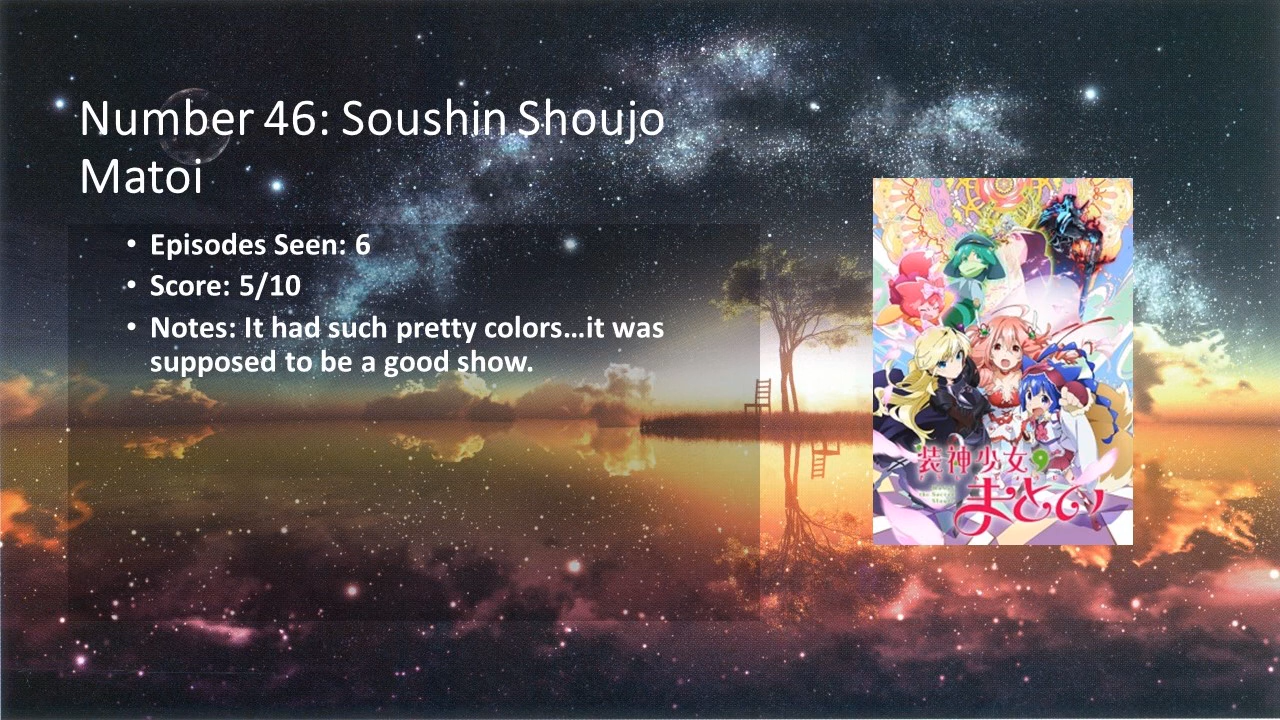 Number 46: Soushin Shoujo
Matoi
• Episodes Seen: 6
• Score: 5/10
• Notes: It had such pretty colors…it was
supposed to be a good show.
装神少女
まとい